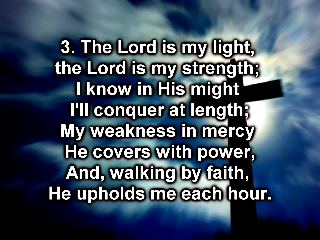 3. The Lord is my light,
the Lord is my strength;
I know in His might
I'll conquer at length;
My weakness in mercy
He covers with power,
And, walking by faith,
He upholds me each hour.